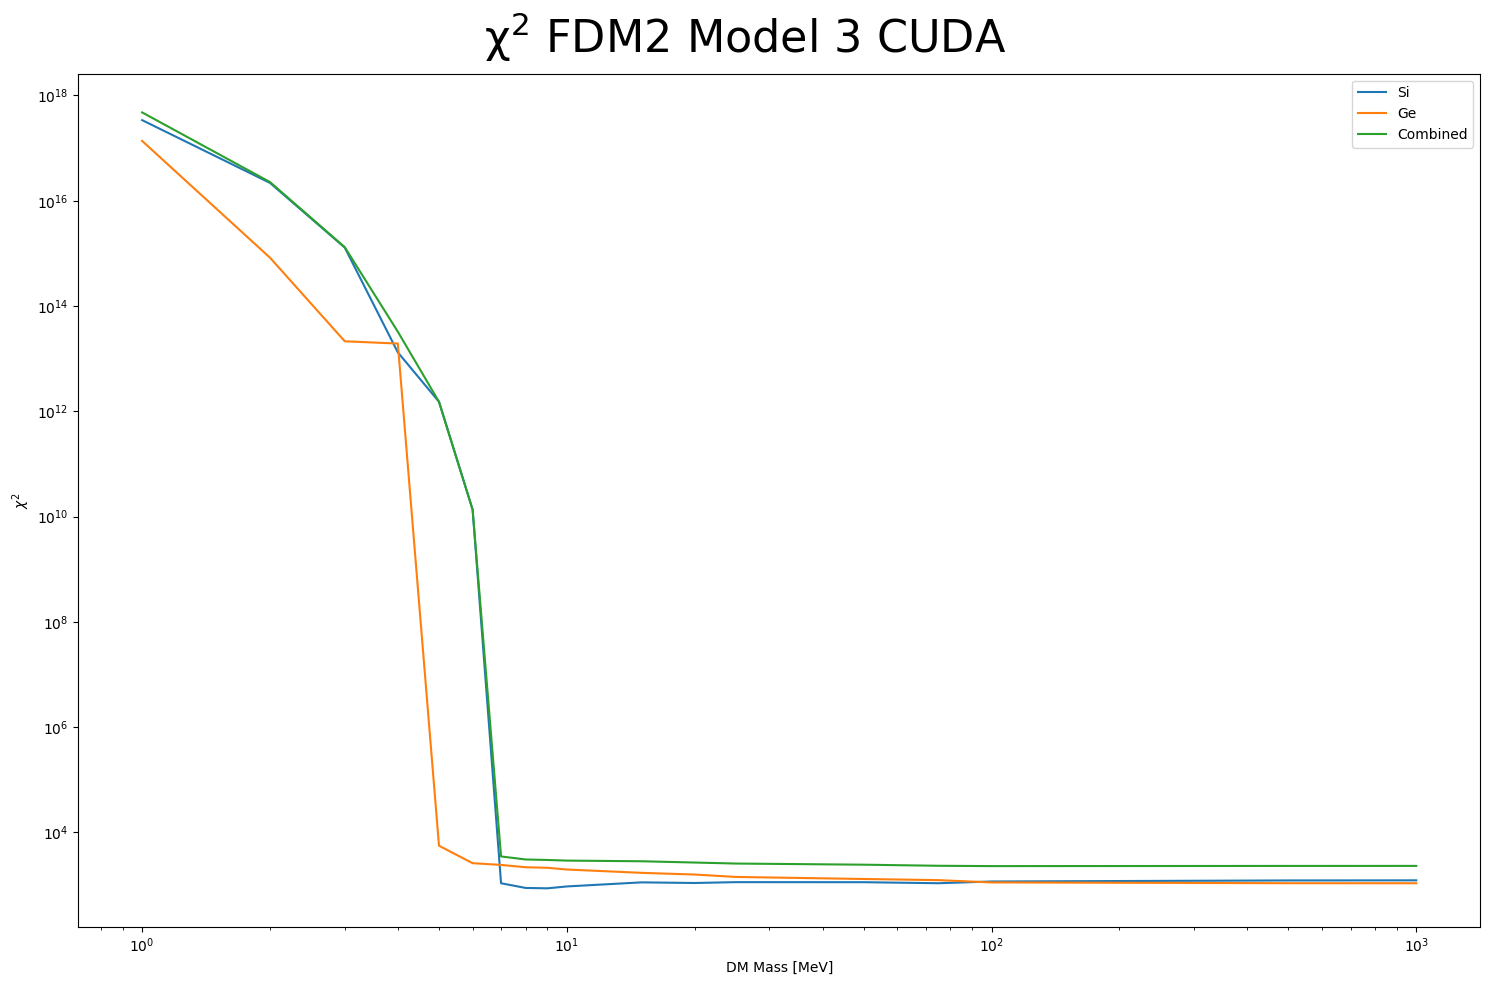 χ² FDM2 Model 3 CUDA
Si
Ge
Combined
10¹⁸
10¹⁶
10¹⁴
10¹²
10¹⁰
10⁸
10⁶
10⁴
χ²
10⁰
10¹
10²
10³
DM Mass [MeV]